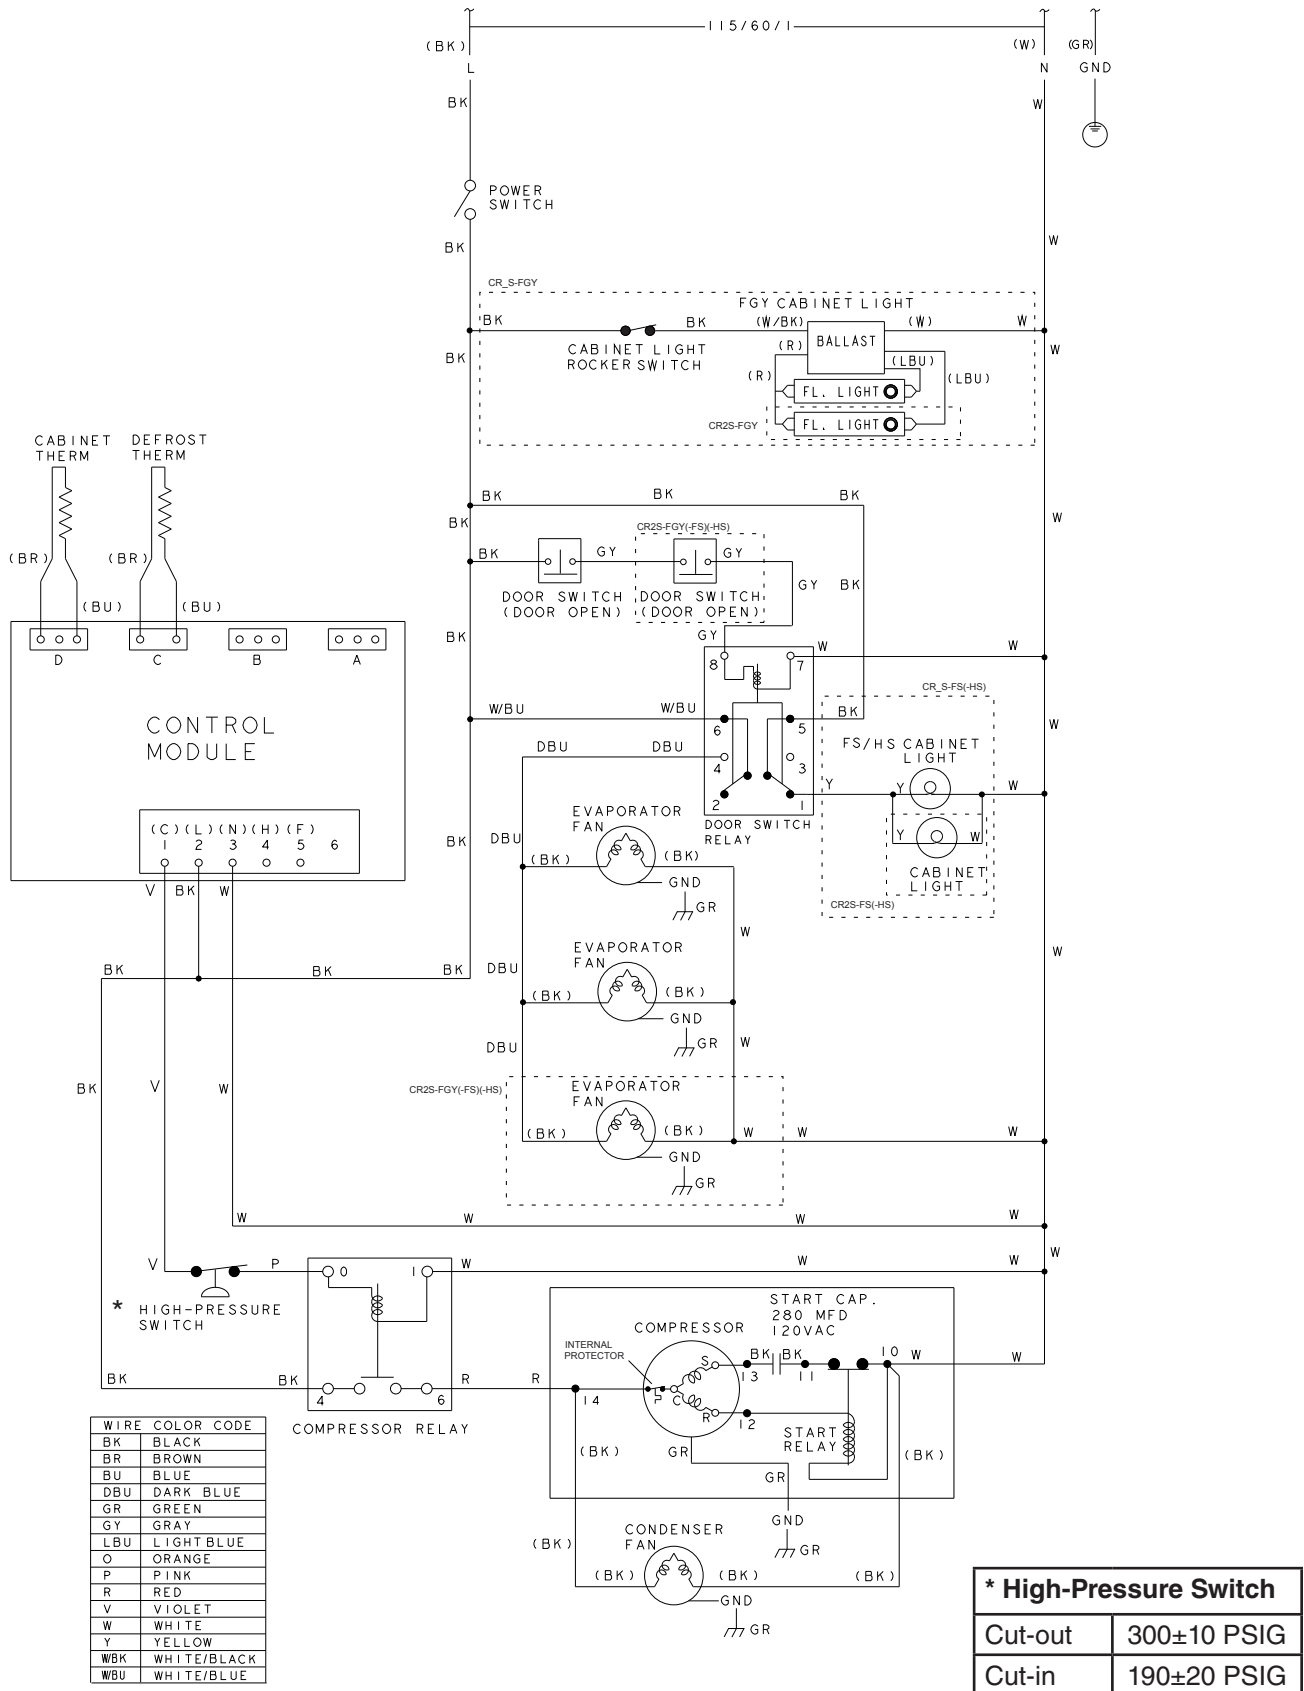 115/60/1
(BK)
(W)
(GR)
L
N
GND
BK
W
POWER
SWITCH
BK
W
CR_S-FGY
FGY CABINET LIGHT
BK
BK
(W/BK)
(W)
W
BALLAST
CABINET LIGHT
ROCKER SWITCH
BK
W
(R)
(LBU)
(R)
(LBU)
FL. LIGHT
CR2S-FGY
FL. LIGHT
CABINET
THERM
DEFROST
THERM
(BR)
(BU)
(BR)
(BU)
BK
BK
BK
BK
W
CR2S-FGY(-FS)(-HS)
BK
GY
GY
DOOR SWITCH
(DOOR OPEN)
DOOR SWITCH
(DOOR OPEN)
GY
BK
D
C
B
A
CONTROL
MODULE
BK
GY
W
W
8
7
CR_S-FS(-HS)
W/BU
W/BU
6
5
BK
W
DBU
DBU
4
3
FS/HS CABINET
LIGHT
2
1
Y
Y
W
DOOR SWITCH
RELAY
Y
W
CABINET
LIGHT
CR2S-FS(-HS)
(C)(L)(N)(H)(F)
1 2 3 4 5 6
V
BK
W
BK
DBU
EVAPORATOR
FAN
(BK)
(BK)
GND
GR
W
BK
BK
BK
DBU
EVAPORATOR
FAN
(BK)
(BK)
GND
GR
W
W
DBU
BK
V
W
CR2S-FGY(-FS)(-HS)
EVAPORATOR
FAN
(BK)
(BK)
W
W
W
GND
GR
W
W
W
W
W
V
P
0
1
W
W
W
* HIGH-PRESSURE
SWITCH
BK
BK
4
6
R
R
COMPRESSOR RELAY
START CAP.
280 MFD
120VAC
COMPRESSOR
INTERNAL
PROTECTOR
S
C
R
BK
BK
13
11
10
W
W
14
12
START
RELAY
(BK)
GR
GR
(BK)
GND
GR
CONDENSER
FAN
(BK)
(BK)
(BK)
(BK)
GND
GR
WIRE COLOR CODE
BK BLACK
BR BROWN
BU BLUE
DBU DARK BLUE
GR GREEN
GY GRAY
LBU LIGHT BLUE
O ORANGE
P PINK
R RED
V VIOLET
W WHITE
Y YELLOW
W/BK WHITE/BLACK
W/BU WHITE/BLUE
* High-Pressure Switch
Cut-out 300±10 PSIG
Cut-in 190±20 PSIG